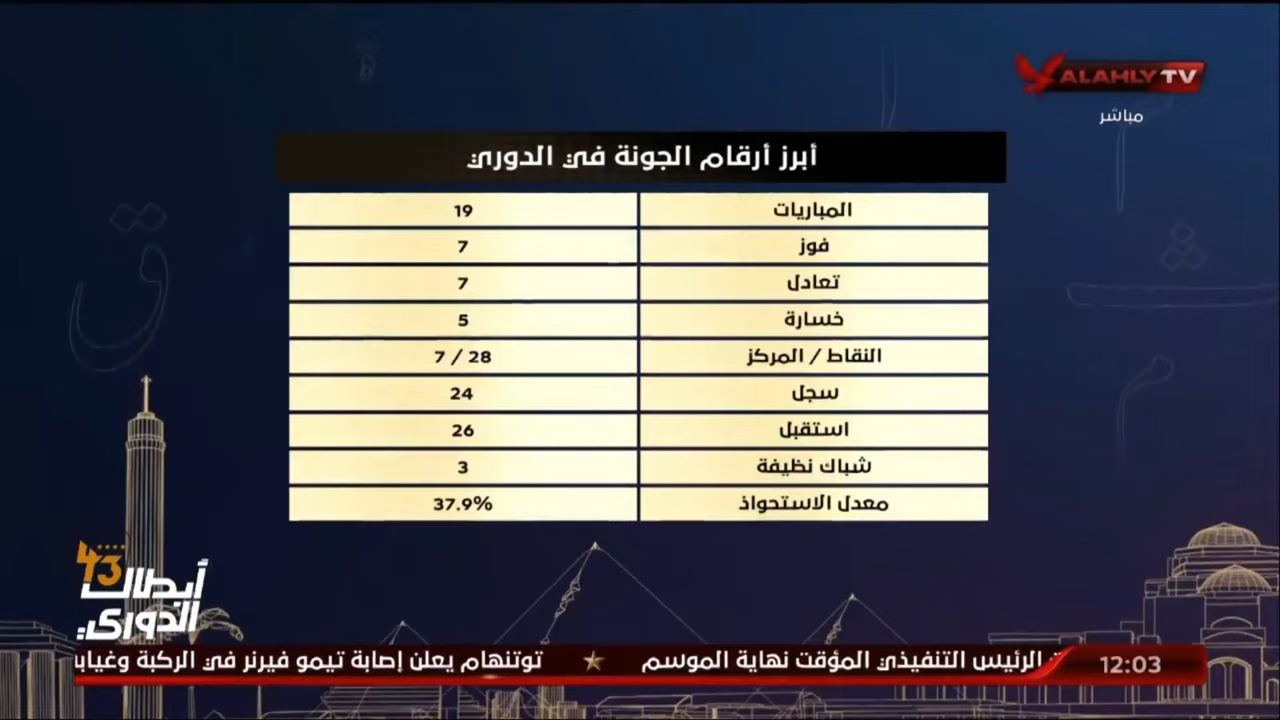 ALAHLY TV
مباشر
أبرز أرقام الجونة في الدوري
المباريات 19
فوز 7
تعادل 7
خسارة 5
النقاط / المركز 28 / 7
سجل 24
استقبل 26
شباك نظيفة 3
معدل الاستحواذ 37.9%
43
أبطال
الدوري
الرئيس التنفيذي المؤقت نهاية الموسم ★ توتنهام يعلن إصابة تيمو فيرنر في الركبة وغيابه
12:03